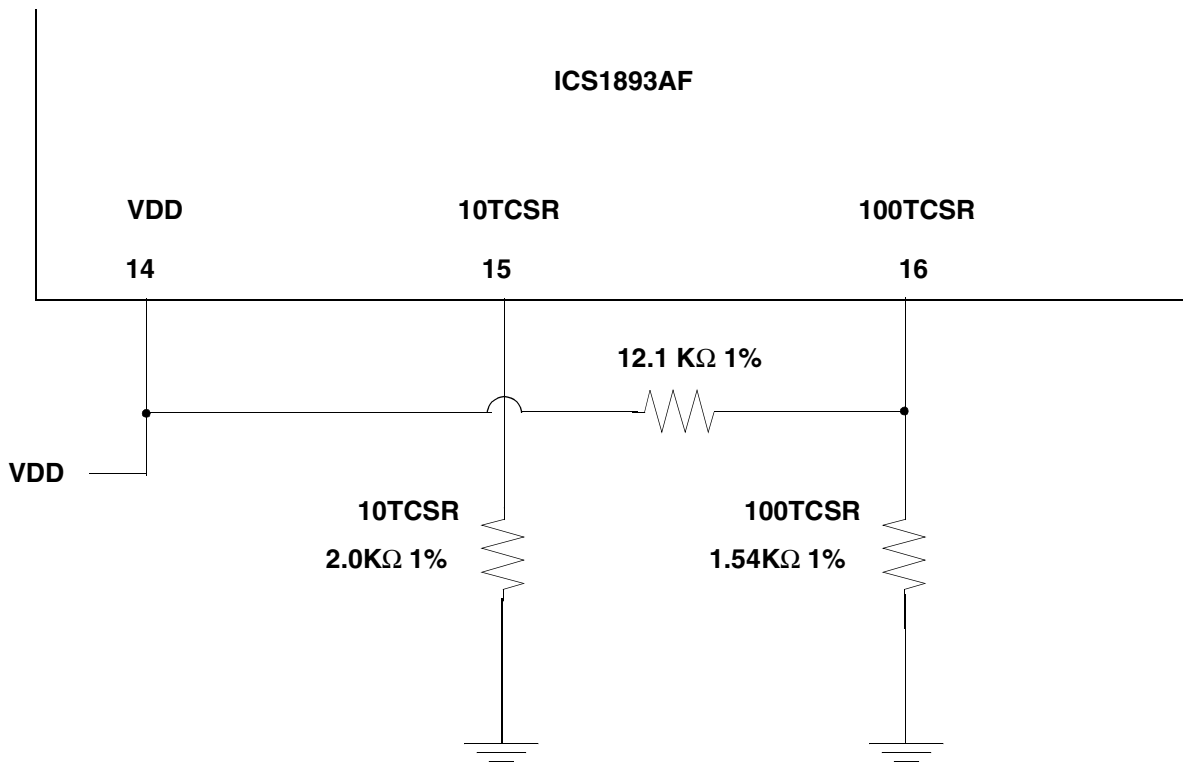 ICS1893AF
VDD
10TCSR
100TCSR
14
15
16
12.1 KΩ 1%
VDD
10TCSR
2.0KΩ 1%
100TCSR
1.54KΩ 1%